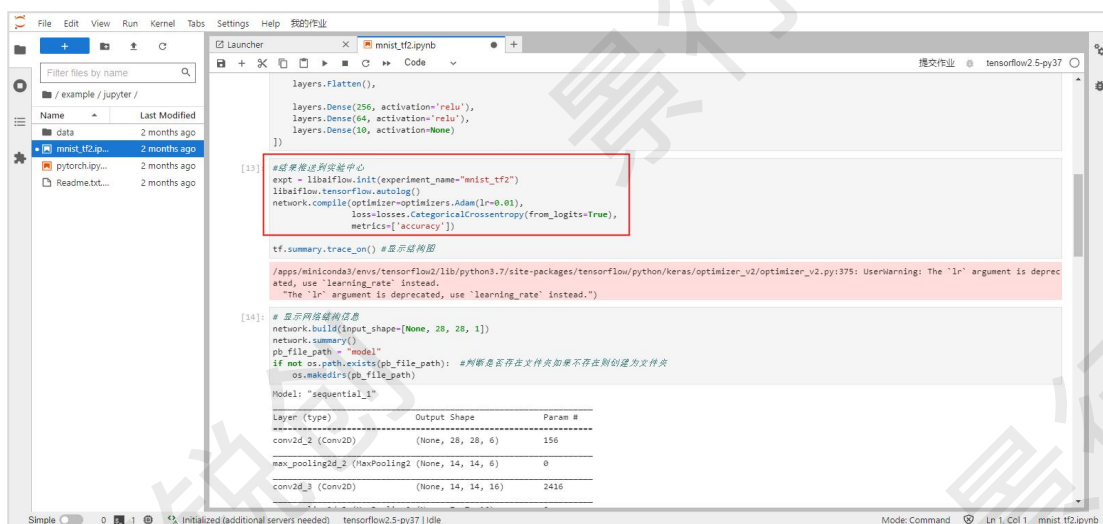 File Edit View Run Kernel Tabs Settings Help 我的作业
Launcher
mnist_tf2.ipynb
Code
提交作业
tensorflow2.5-py37
Filter files by name
/ example / jupyter /
Name
Last Modified
data 2 months ago
mnist_tf2.ip... 2 months ago
pytorch.ipy... 2 months ago
Readme.txt.... 2 months ago
layers.Flatten(),
layers.Dense(256, activation='relu'),
layers.Dense(64, activation='relu'),
layers.Dense(10, activation=None)
])
[13]: #结果推送到实验中心
expt = libaiflow.init(experiment_name="mnist_tf2")
libaiflow.tensorflow.autolog()
network.compile(optimizer=optimizers.Adam(lr=0.01),
loss=losses.CategoricalCrossentropy(from_logits=True),
metrics=['accuracy'])
tf.summary.trace_on() #显示结构图
/apps/miniconda3/envs/tensorflow2/lib/python3.7/site-packages/tensorflow/python/keras/optimizer_v2/optimizer_v2.py:375: UserWarning: The `lr` argument is deprec
ated, use `learning_rate` instead.
"The `lr` argument is deprecated, use `learning_rate` instead.")
[14]: # 显示网络结构信息
network.build(input_shape=[None, 28, 28, 1])
network.summary()
pb_file_path = "model"
if not os.path.exists(pb_file_path): #判断是否存在文件夹如果不存在则创建为文件夹
os.makedirs(pb_file_path)
Model: "sequential_1"
Layer (type) Output Shape Param #
conv2d_2 (Conv2D) (None, 28, 28, 6) 156
max_pooling2d_2 (MaxPooling2 (None, 14, 14, 6) 0
conv2d_3 (Conv2D) (None, 14, 14, 16) 2416
Simple 0 1 Initialized (additional servers needed) tensorflow2.5-py37 | Idle Mode: Command Ln 1, Col 1 mnist_tf2.ipynb